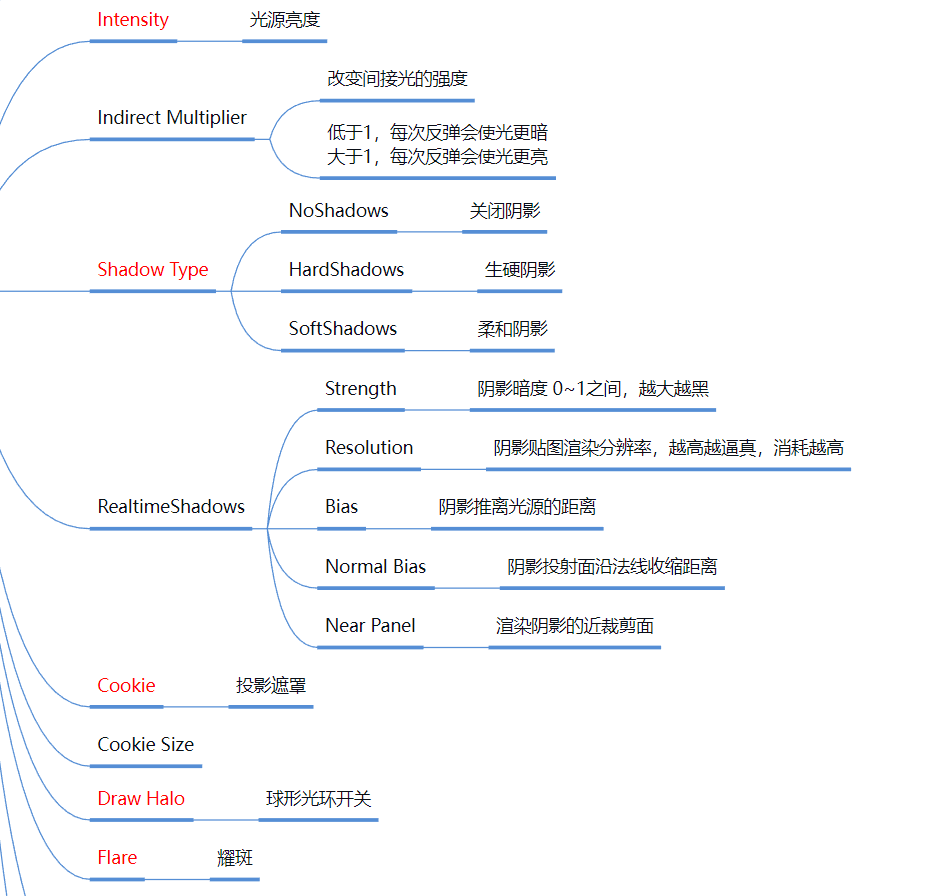 Intensity
光源亮度
Indirect Multiplier
改变间接光的强度
低于1，每次反弹会使光更暗
大于1，每次反弹会使光更亮
Shadow Type
NoShadows
关闭阴影
HardShadows
生硬阴影
SoftShadows
柔和阴影
RealtimeShadows
Strength
阴影暗度 0~1之间，越大越黑
Resolution
阴影贴图渲染分辨率，越高越逼真，消耗越高
Bias
阴影推离光源的距离
Normal Bias
阴影投射面沿法线收缩距离
Near Panel
渲染阴影的近裁剪面
Cookie
投影遮罩
Cookie Size
Draw Halo
球形光环开关
Flare
耀斑